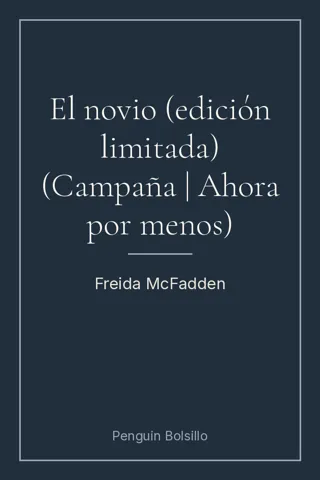 El novio (edición
limitada)
(Campaña | Ahora
por menos)
Freida McFadden
Penguin Bolsillo